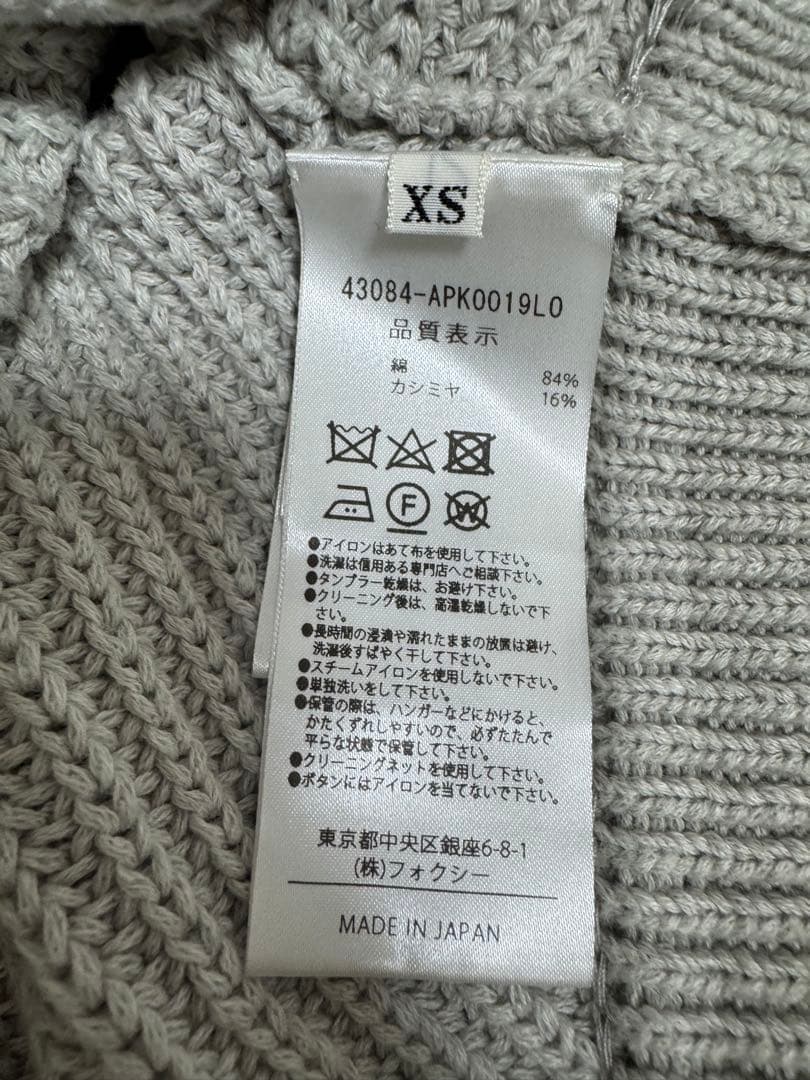 XS
43084-APK0019L0
品質表示
綿 84%
カシミヤ 16%
F
W
●アイロンはあて布を使用して下さい。
●洗濯は信用ある専門店へご相談下さい。
●タンブラー乾燥は、お避け下さい。
●クリーニング後は、高温乾燥しないで下
さい。
●長時間の浸漬や濡れたままの放置は避け、
洗濯後すばやく干して下さい。
●スチームアイロンを使用しないで下さい。
●単独洗いをして下さい。
●保管の際は、ハンガーなどにかけると、
かたくずれしやすいので、必ずたたんで
平らな状態で保管して下さい。
●クリーニングネットを使用して下さい。
●ボタンにはアイロンを当てないで下さい。
東京都中央区銀座6-8-1
(株)フォクシー
MADE IN JAPAN